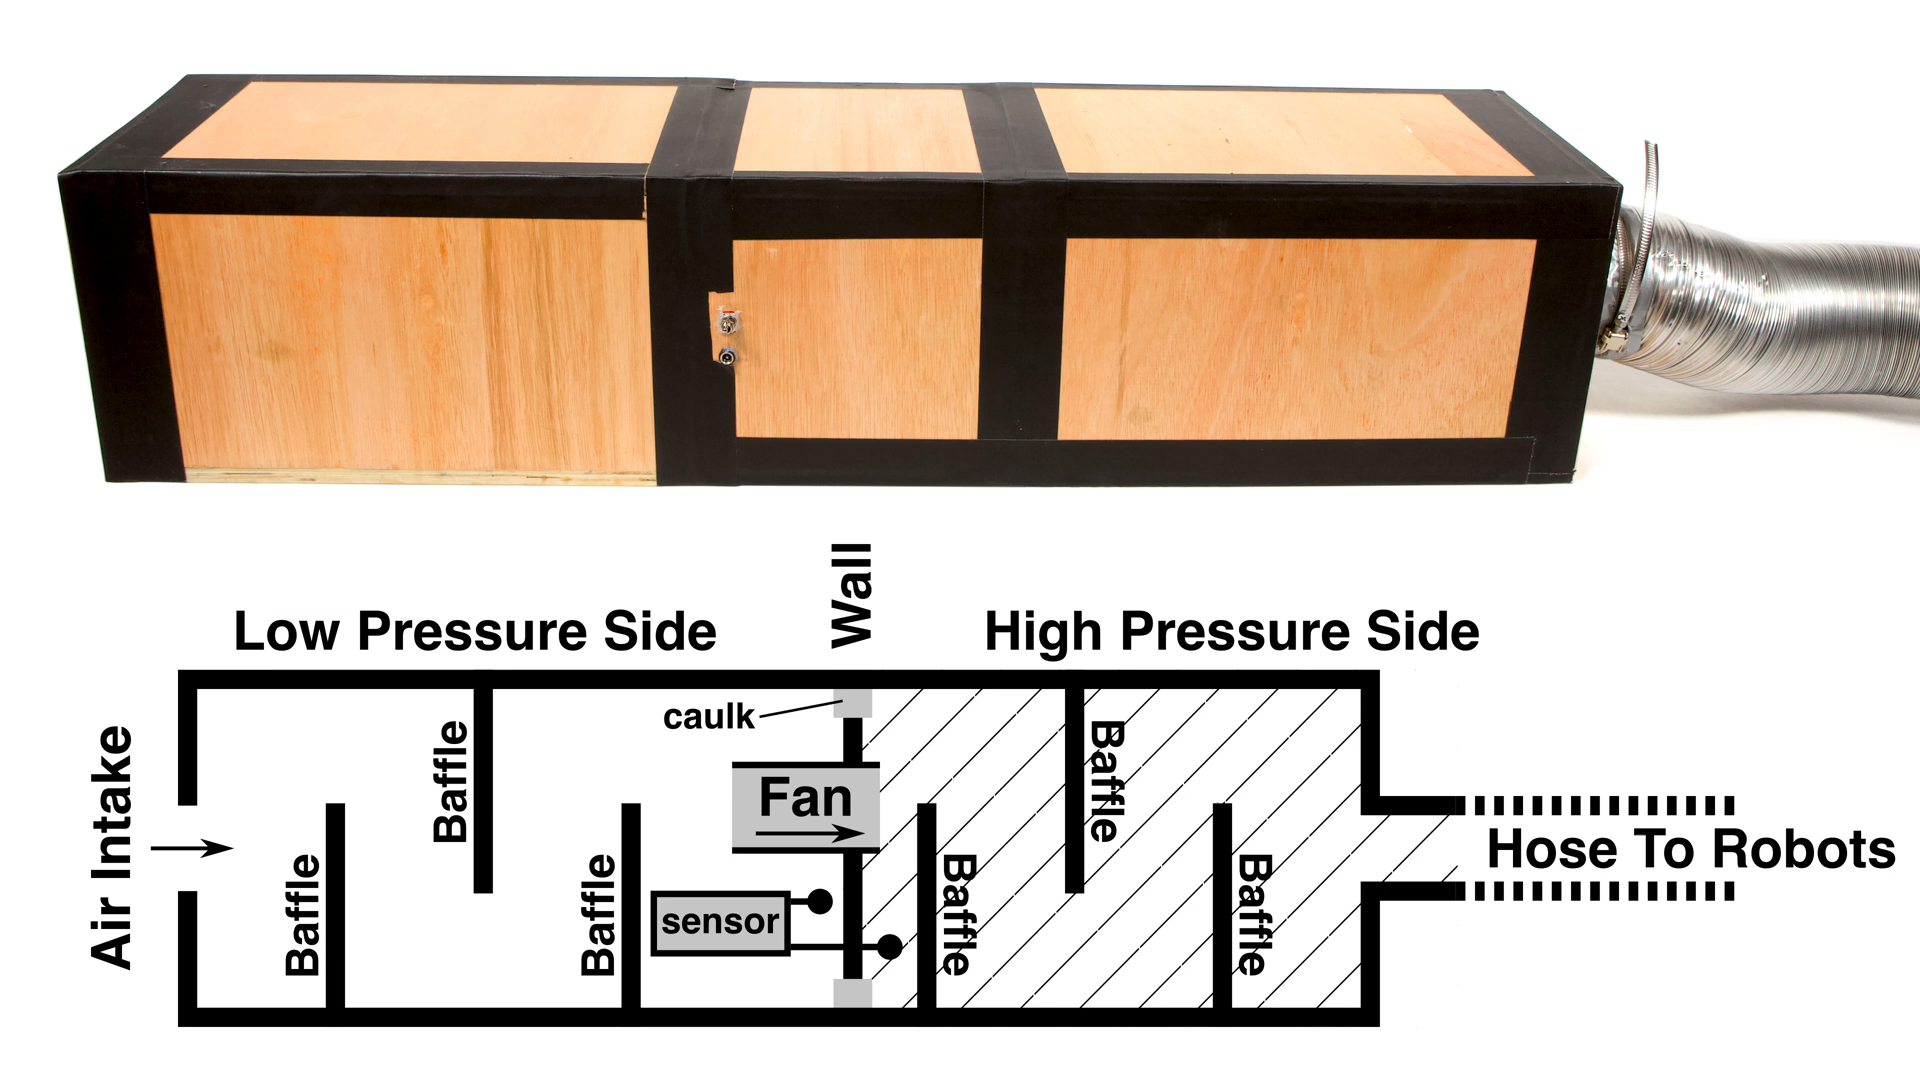 Wall
Low Pressure Side
High Pressure Side
caulk
Air Intake
Baffle
Baffle
Baffle
Fan
sensor
Baffle
Baffle
Baffle
Hose To Robots